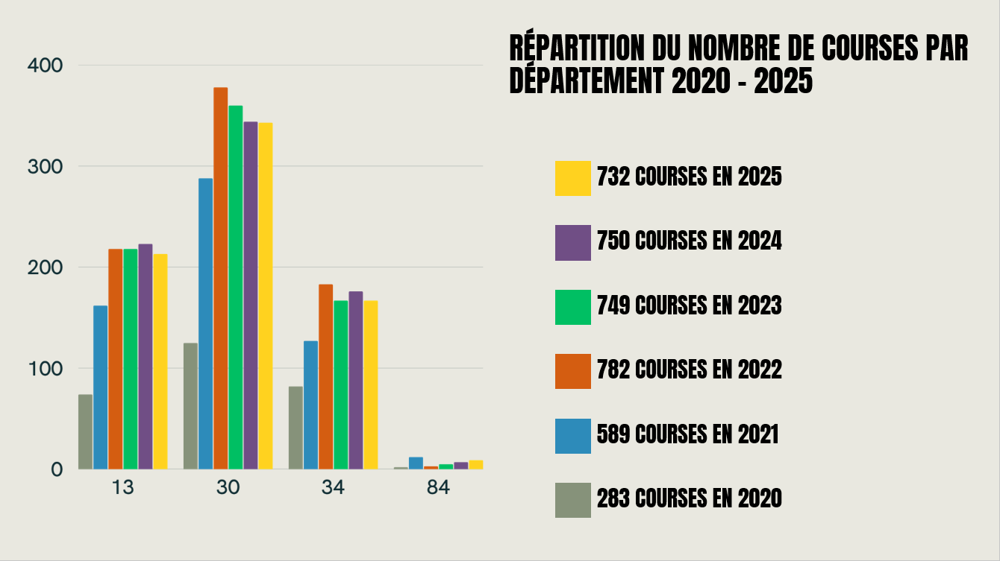 RÉPARTITION DU NOMBRE DE COURSES PAR
DÉPARTEMENT 2020 - 2025
400
300
200
100
0
13
30
34
84
732 COURSES EN 2025
750 COURSES EN 2024
749 COURSES EN 2023
782 COURSES EN 2022
589 COURSES EN 2021
283 COURSES EN 2020